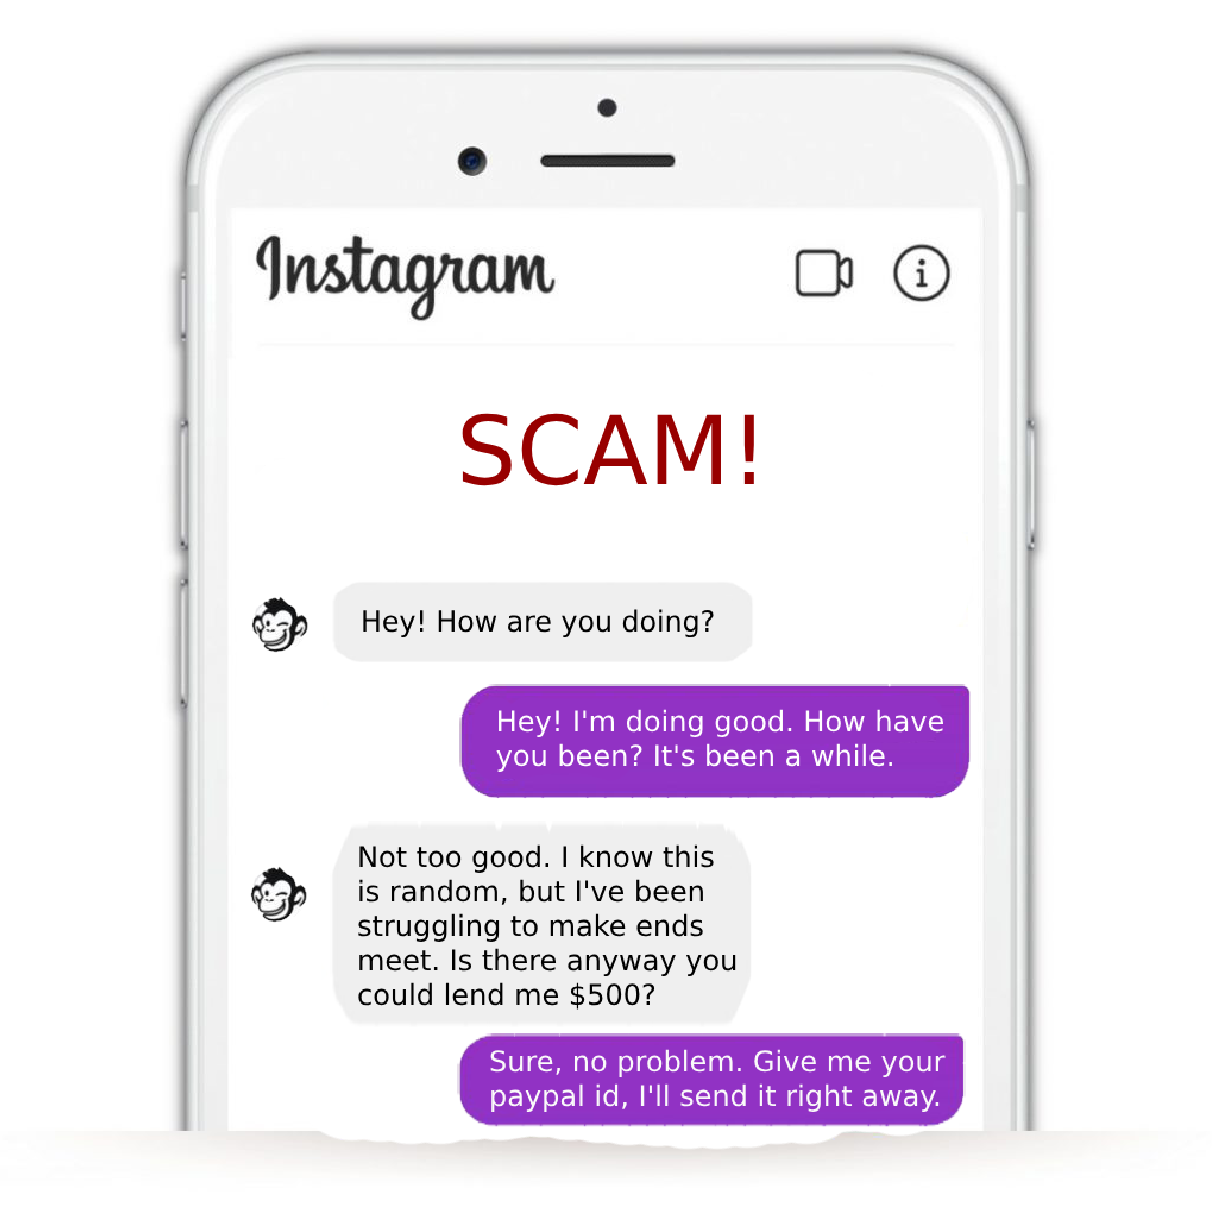 Instagram
SCAM!
Hey! How are you doing?
Hey! I'm doing good. How have
you been? It's been a while.
Not too good. I know this
is random, but I've been
struggling to make ends
meet. Is there anyway you
could lend me $500?
Sure, no problem. Give me your
paypal id, I'll send it right away.